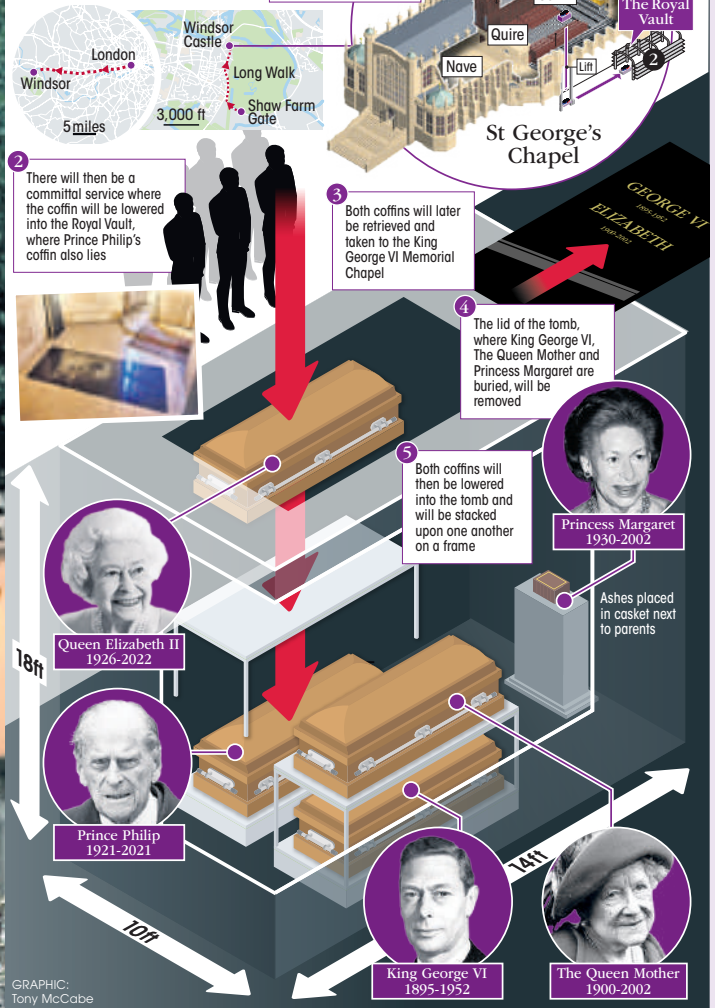 London
Windsor
5 miles
Windsor
Castle
Long Walk
Shaw Farm
Gate
3,000 ft
Quire
Nave
Lift
The Royal
Vault
2
St George's
Chapel
2
There will then be a
committal service where
the coffin will be lowered
into the Royal Vault,
where Prince Philip's
coffin also lies
3
Both coffins will later
be retrieved and
taken to the King
George VI Memorial
Chapel
GEORGE VI
1895-1952
ELIZABETH
1900-2002
4
The lid of the tomb,
where King George VI,
The Queen Mother and
Princess Margaret are
buried, will be
removed
5
Both coffins will
then be lowered
into the tomb and
will be stacked
upon one another
on a frame
Princess Margaret
1930-2002
Ashes placed
in casket next
to parents
Queen Elizabeth II
1926-2022
18ft
Prince Philip
1921-2021
14ft
10ft
King George VI
1895-1952
The Queen Mother
1900-2002
GRAPHIC:
Tony McCabe